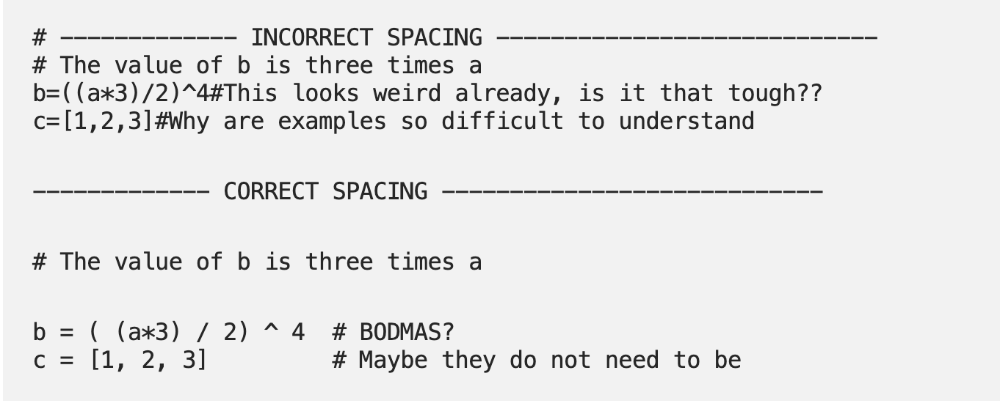 # ------------- INCORRECT SPACING ----------------------------
# The value of b is three times a
b=((a*3)/2)^4#This looks weird already, is it that tough??
c=[1,2,3]#Why are examples so difficult to understand
------------- CORRECT SPACING ----------------------------
# The value of b is three times a
b = ( (a*3) / 2) ^ 4  # BODMAS?
c = [1, 2, 3]         # Maybe they do not need to be